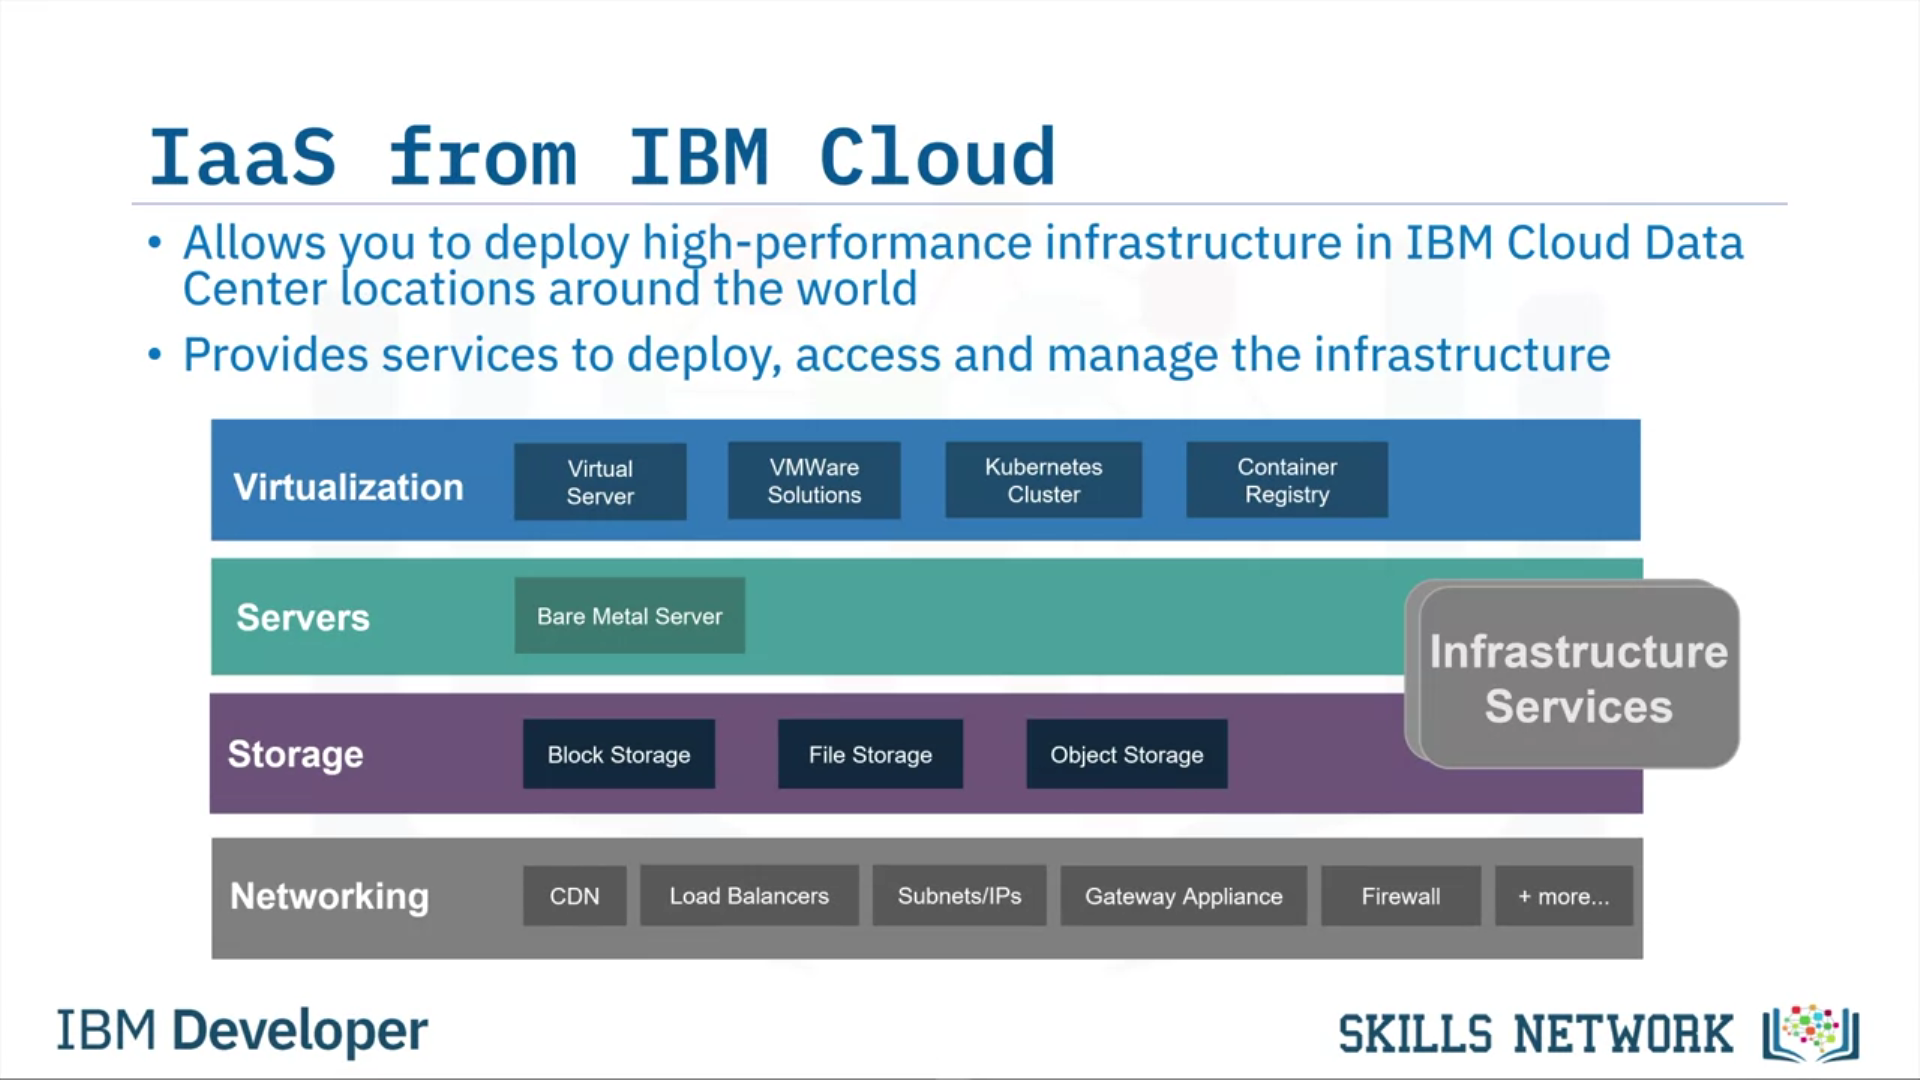 IaaS from IBM Cloud
• Allows you to deploy high-performance infrastructure in IBM Cloud Data
Center locations around the world
• Provides services to deploy, access and manage the infrastructure
Virtualization
Virtual
Server
VMWare
Solutions
Kubernetes
Cluster
Container
Registry
Servers
Bare Metal Server
Infrastructure
Services
Storage
Block Storage
File Storage
Object Storage
Networking
CDN
Load Balancers
Subnets/IPs
Gateway Appliance
Firewall
+ more...
IBM Developer
SKILLS NETWORK